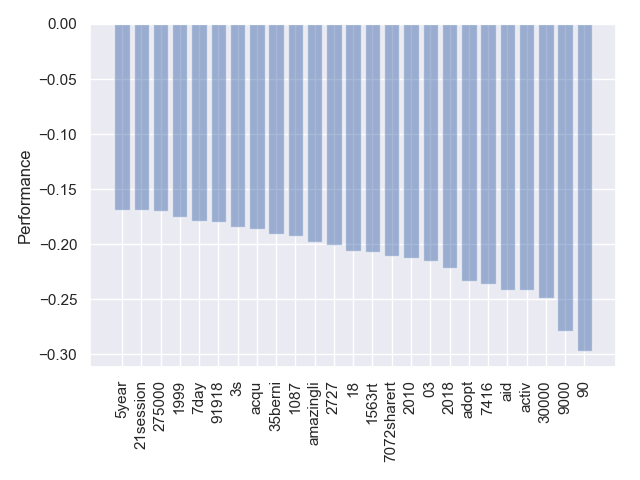 0.00
−0.05
−0.10
−0.15
−0.20
−0.25
−0.30
Performance
5year
21session
275000
1999
7day
91918
3s
acqu
35berni
1087
amazingli
2727
18
1563rt
7072sharert
2010
03
2018
adopt
7416
aid
activ
30000
9000
90